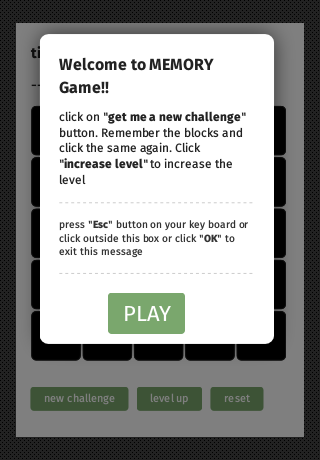 ti
--
Welcome to MEMORY
Game!!
click on "get me a new challenge"
button. Remember the blocks and
click the same again. Click
"increase level" to increase the
level
press "Esc" button on your key board or
click outside this box or click "OK" to
exit this message
PLAY
new challenge level up reset